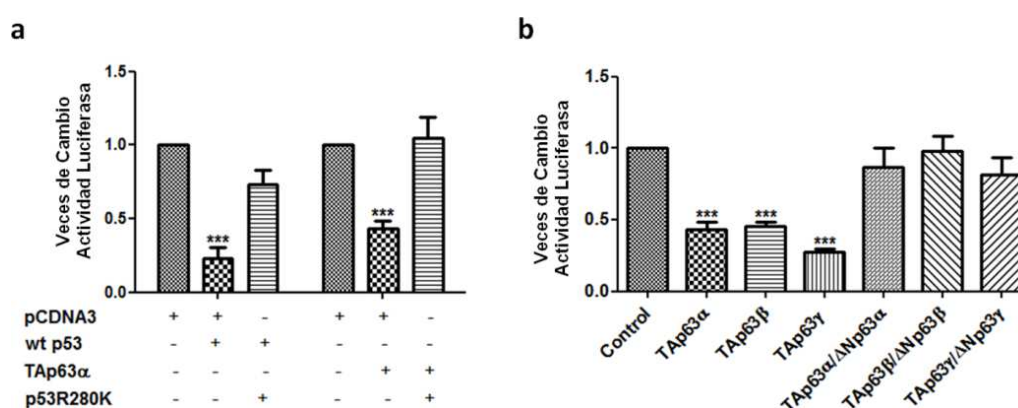 a
Veces de Cambio
Actividad Luciferasa
1.5
1.0
0.5
0.0
***
***
pCDNA3 + + - + + -
wt p53 - + + - - -
TAp63α - - - - + +
p53R280K - - + - - +
b
Veces de Cambio
Actividad Luciferasa
1.5
1.0
0.5
0.0
***
***
***
Control
TAp63α
TAp63β
TAp63γ
TAp63α/ΔNp63α
TAp63β/ΔNp63β
TAp63γ/ΔNp63γ